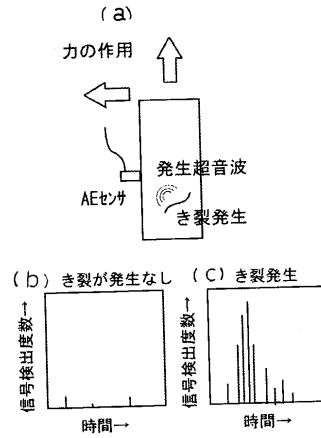 (a)
力の作用
発生超音波
AEセンサ
き裂発生
(b) き裂が発生なし
(c) き裂発生
信号検出度数→
信号検出度数→
時間→
時間→